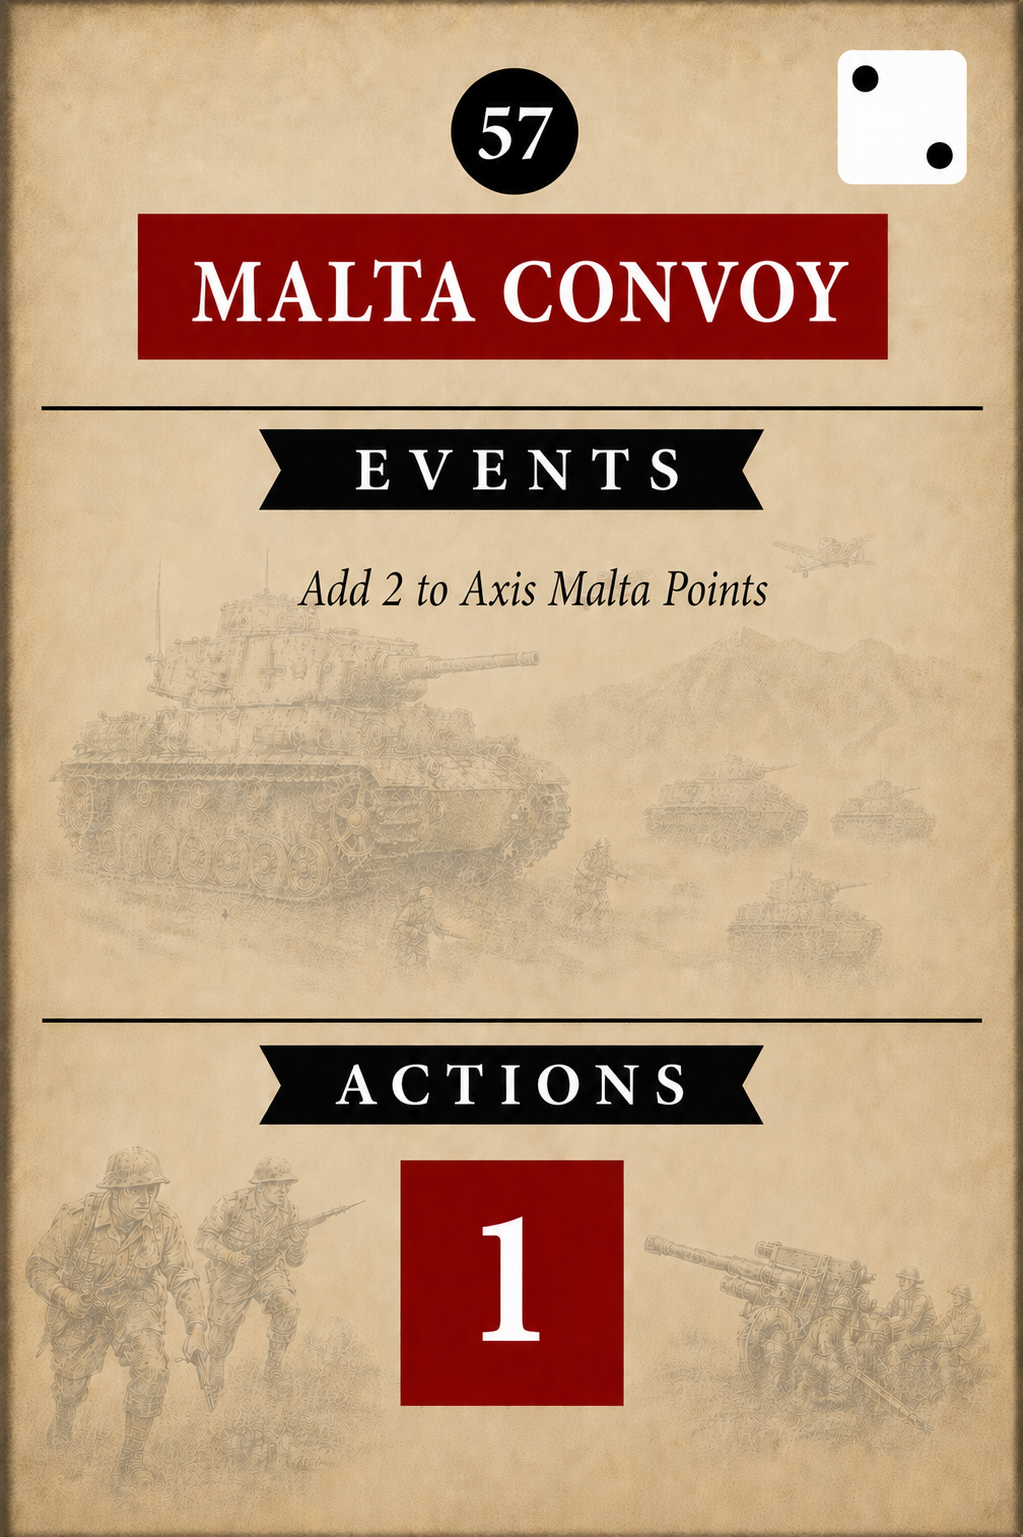 57
MALTA CONVOY
EVENTS
Add 2 to Axis Malta Points
ACTIONS
1